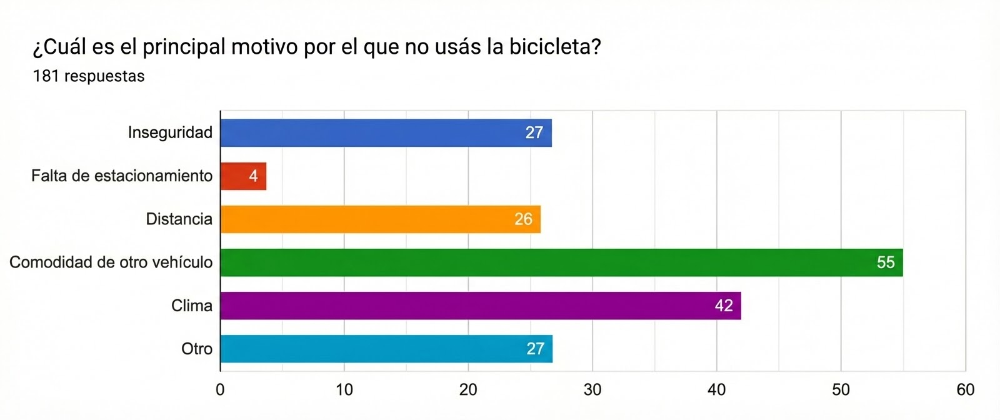 ¿Cuál es el principal motivo por el que no usás la bicicleta?
181 respuestas
Inseguridad 27
Falta de estacionamiento 4
Distancia 26
Comodidad de otro vehículo 55
Clima 42
Otro 27
0 10 20 30 40 50 60